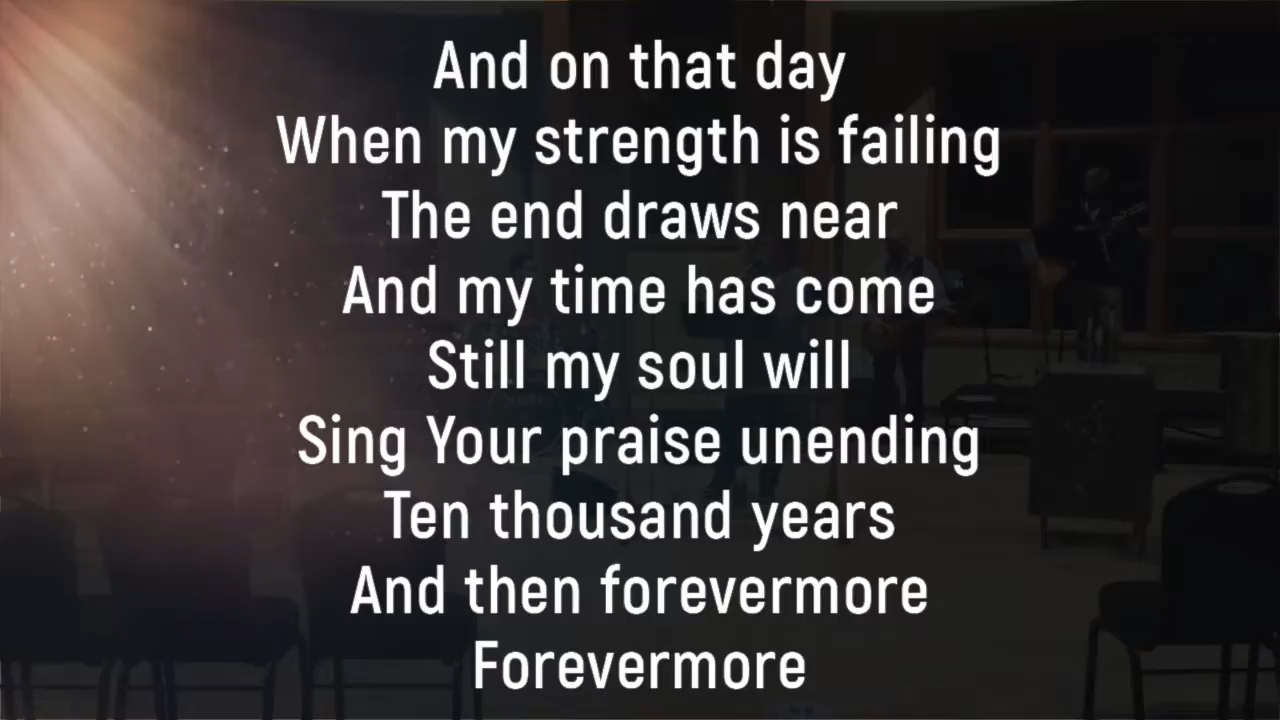 And on that day
When my strength is failing
The end draws near
And my time has come
Still my soul will
Sing Your praise unending
Ten thousand years
And then forevermore
Forevermore